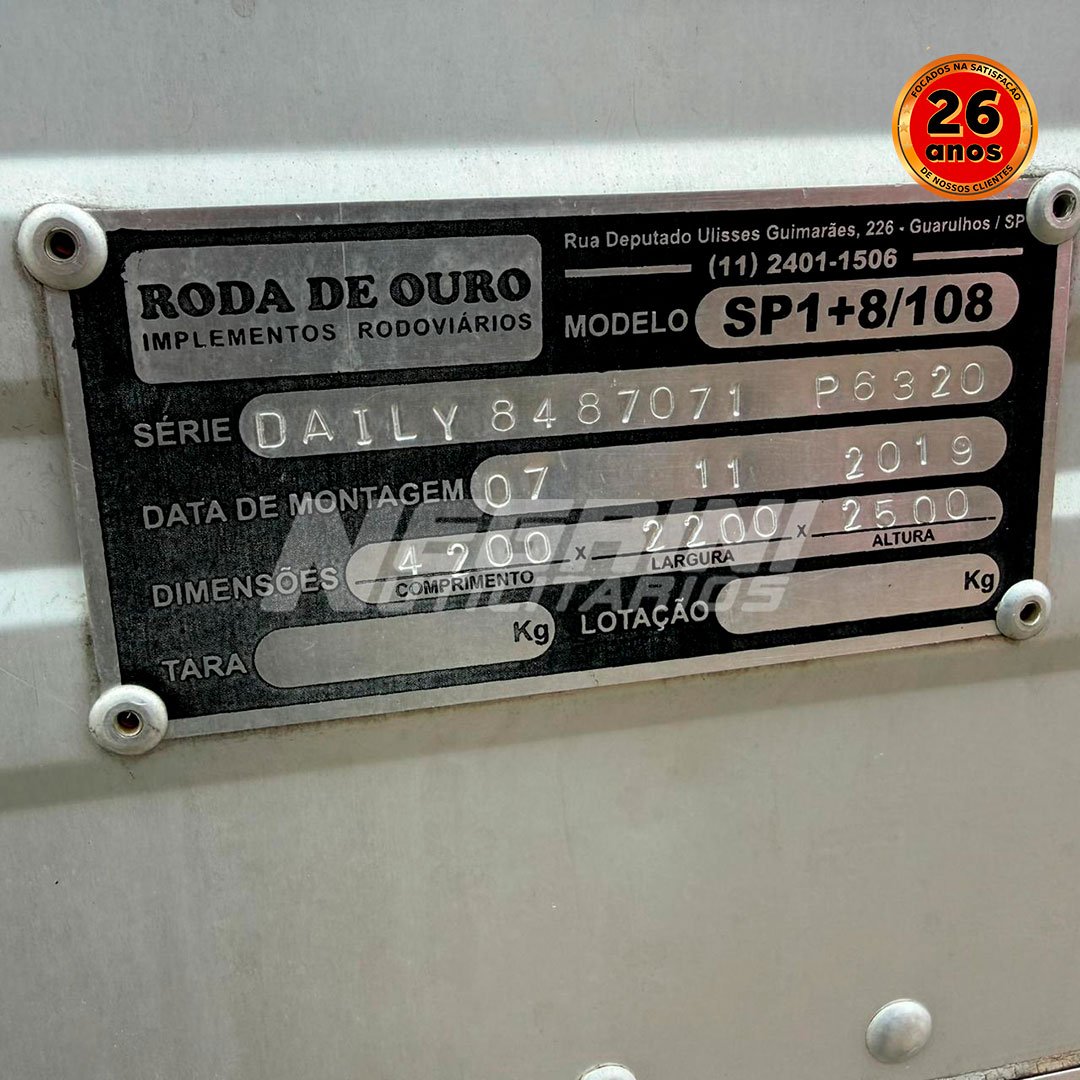 FOCADOS NA SATISFAÇÃO
26
anos
DE NOSSOS CLIENTES
RODA DE OURO
IMPLEMENTOS RODOVIÁRIOS
Rua Deputado Ulisses Guimarães, 226 - Guarulhos / SP
(11) 2401-1506
MODELO SP1+8/108
SÉRIE DAILY 8487071 P6320
DATA DE MONTAGEM 07 11 2019
DIMENSÕES 4200 x 2200 x 2500
COMPRIMENTO LARGURA ALTURA
TARA Kg LOTAÇÃO Kg
NEGRINI
UTILITÁRIOS